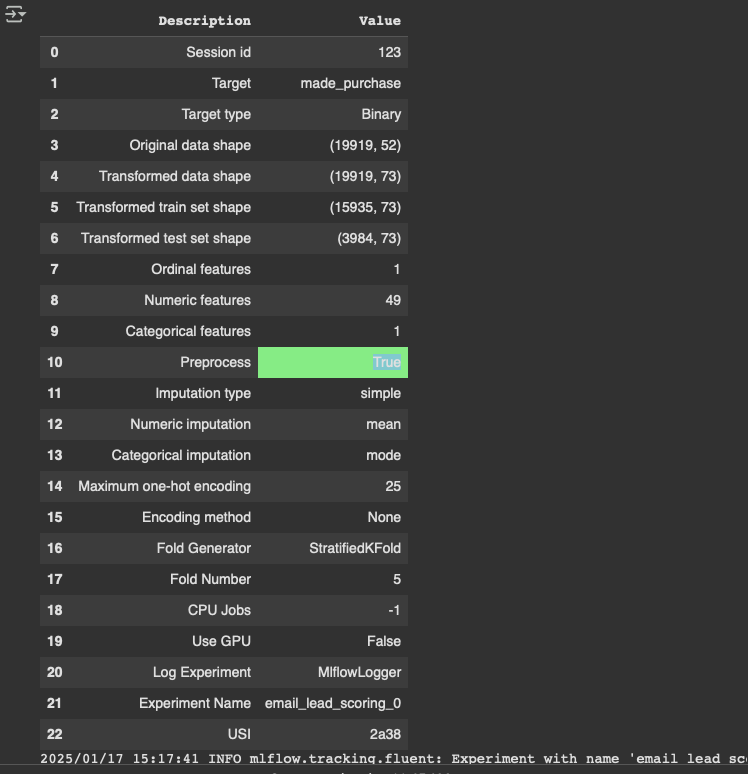 Description Value
0 Session id 123
1 Target made_purchase
2 Target type Binary
3 Original data shape (19919, 52)
4 Transformed data shape (19919, 73)
5 Transformed train set shape (15935, 73)
6 Transformed test set shape (3984, 73)
7 Ordinal features 1
8 Numeric features 49
9 Categorical features 1
10 Preprocess True
11 Imputation type simple
12 Numeric imputation mean
13 Categorical imputation mode
14 Maximum one-hot encoding 25
15 Encoding method None
16 Fold Generator StratifiedKFold
17 Fold Number 5
18 CPU Jobs -1
19 Use GPU False
20 Log Experiment MlflowLogger
21 Experiment Name email_lead_scoring_0
22 USI 2a38
2025/01/17 15:17:41 INFO mlflow.tracking.fluent: Experiment with name 'email lead sc